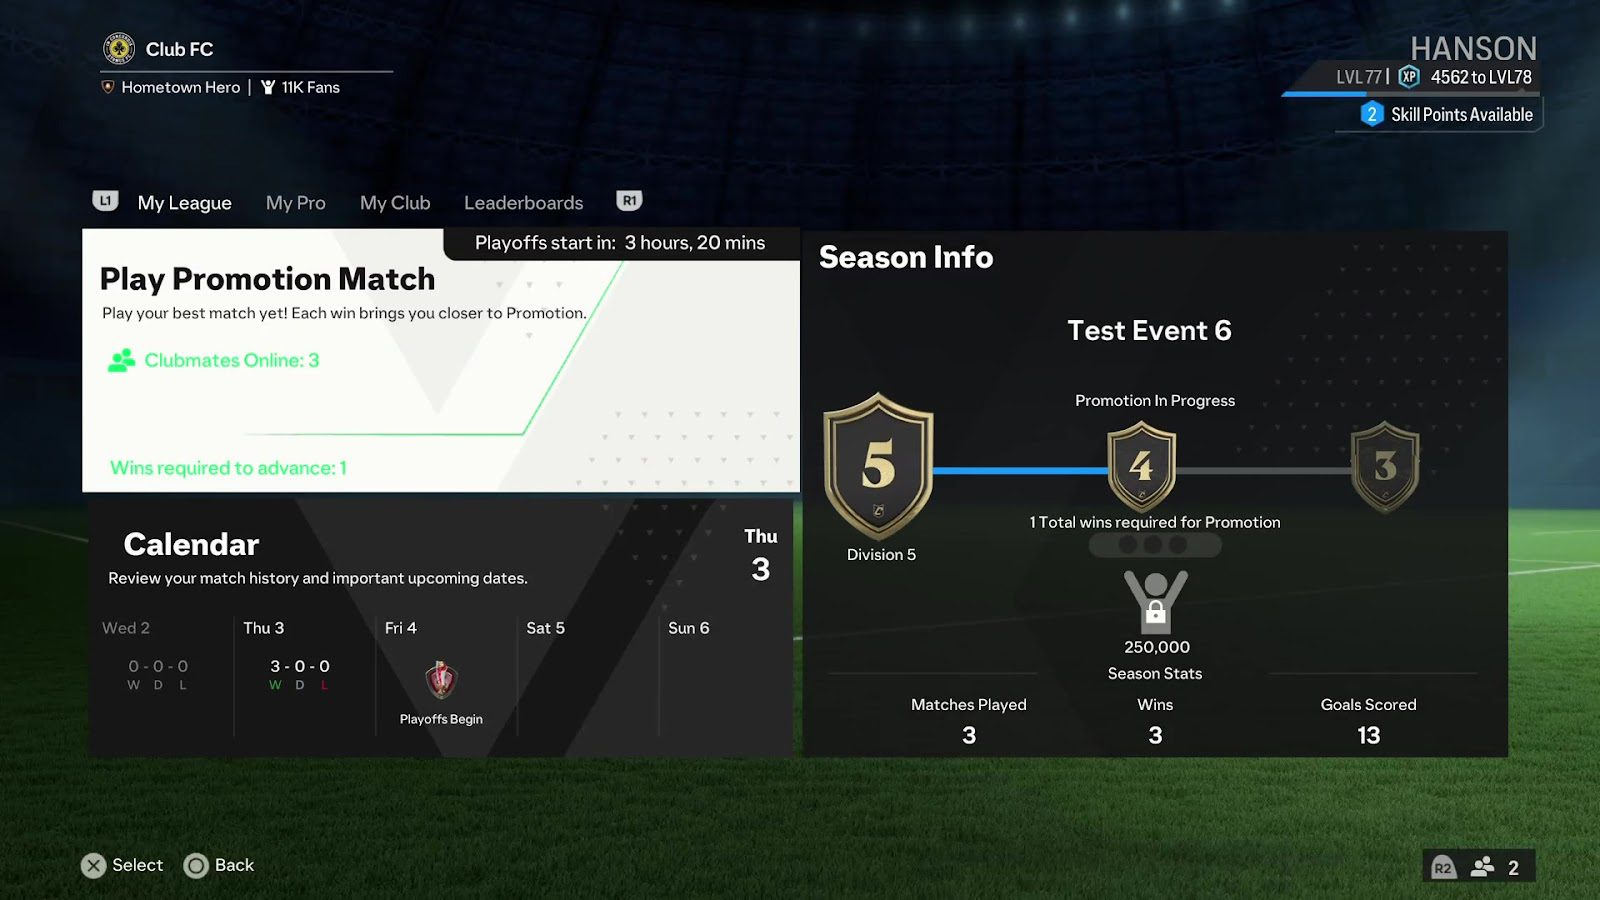 Club FC
Hometown Hero | 11K Fans
HANSON
LVL 77 | XP 4562 to LVL78
2 Skill Points Available
L1 My League My Pro My Club Leaderboards R1
Playoffs start in: 3 hours, 20 mins
Play Promotion Match
Play your best match yet! Each win brings you closer to Promotion.
Clubmates Online: 3
Wins required to advance: 1
Calendar
Review your match history and important upcoming dates.
Thu
3
Wed 2 Thu 3 Fri 4 Sat 5 Sun 6
0 - 0 - 0 3 - 0 - 0
W D L W D L
Playoffs Begin
Season Info
Test Event 6
Promotion In Progress
5 4 3
1 Total wins required for Promotion
Division 5
250,000
Season Stats
Matches Played Wins Goals Scored
3 3 13
Select Back
R2 2